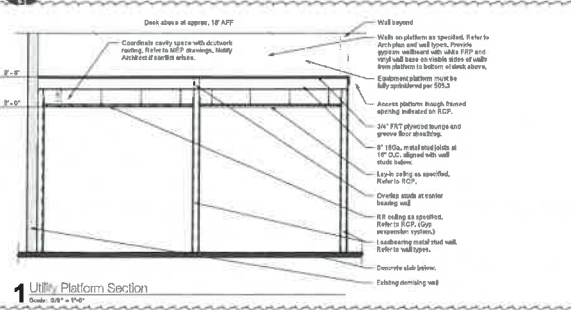 Deck above at approx. 18' AFF
Coordinate cavity space with ductwork
routing. Refer to MEP drawings. Notify
Architect if conflict arises.
Wall beyond
Walls on platform as specified. Refer to
Arch plan and wall types. Provide
gypsum wallboard with white FRP and
vinyl wall base on visible sides of walls
from platform to bottom of deck above.
Equipment platform must be
fully sprinklered per 505.3
Access platform though framed
opening indicated on RCP.
3/4" FRT plywood tounge and
groove floor sheathing.
8" 16Ga. metal stud joists at
16" O.C. aligned with wall
studs below.
Lay-in ceiling as specified.
Refer to RCP.
Overlap studs at center
bearing wall
RR ceiling as specified.
Refer to RCP. (Gyp
suspension system.)
Loadbearing metal stud wall.
Refer to wall types.
Concrete slab below.
Existing demising wall
1 Utility Platform Section
Scale: 3/8" = 1'-0"